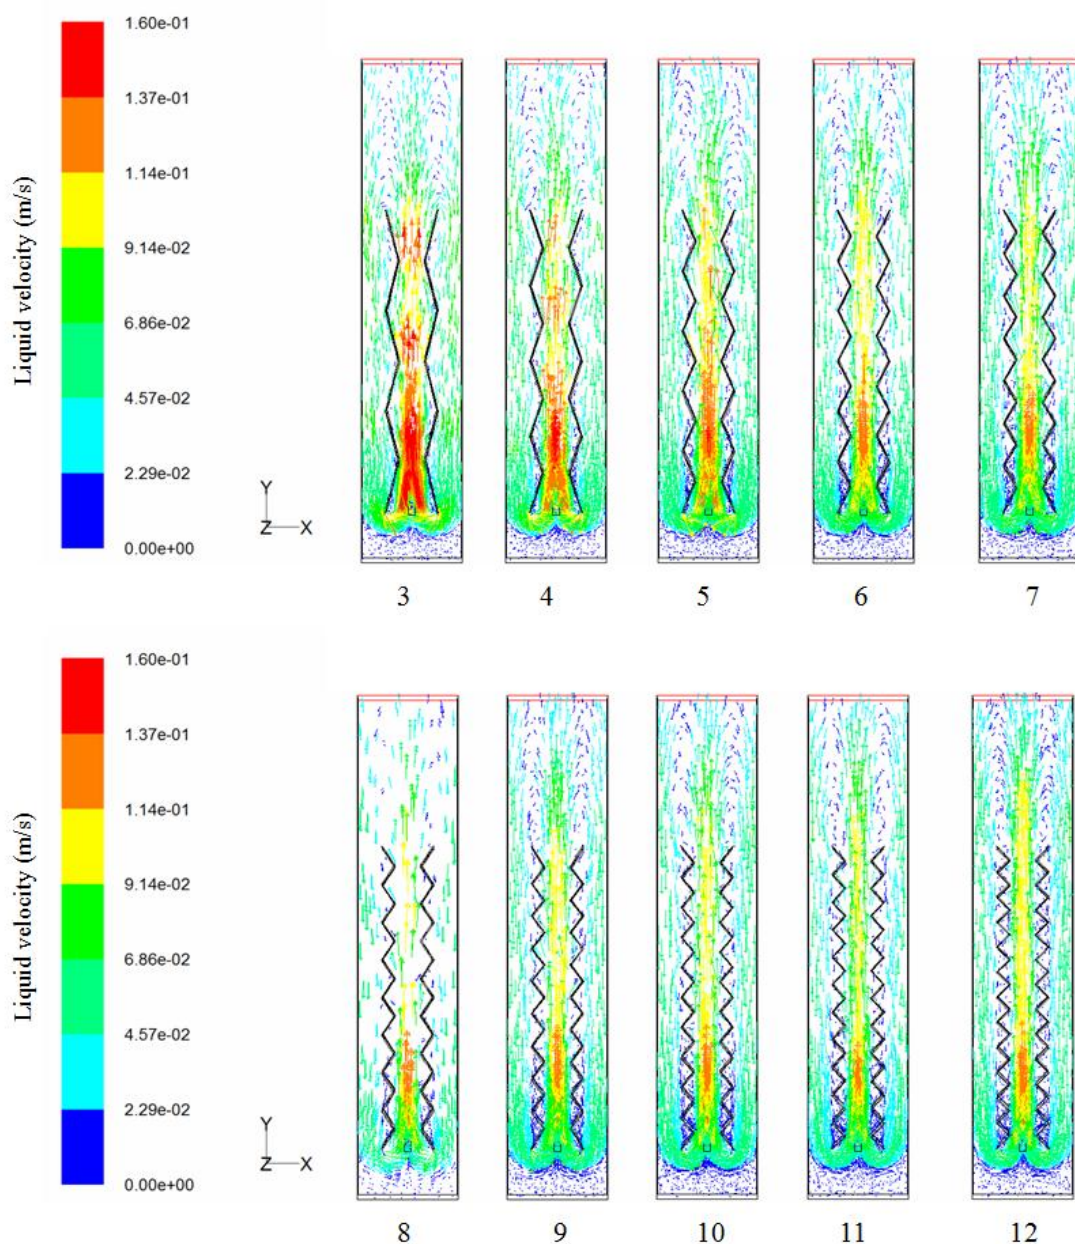 1.60e-01
1.37e-01
1.14e-01
9.14e-02
6.86e-02
4.57e-02
2.29e-02
0.00e+00
Liquid velocity (m/s)
Y
Z X
3 4 5 6 7
1.60e-01
1.37e-01
1.14e-01
9.14e-02
6.86e-02
4.57e-02
2.29e-02
0.00e+00
Liquid velocity (m/s)
Y
Z X
8 9 10 11 12